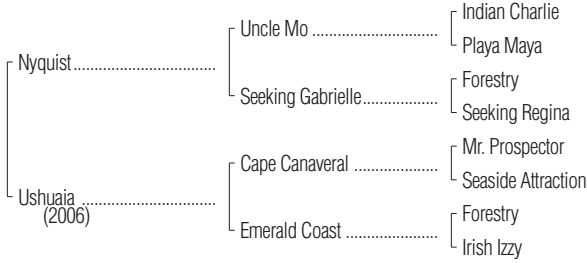 Indian Charlie
Uncle Mo ........................................
Playa Maya
Nyquist ................................
Forestry
Seeking Gabrielle .......................
Seeking Regina
Mr. Prospector
Cape Canaveral .........................
Seaside Attraction
Ushuaia ................................
(2006)
Forestry
Emerald Coast ...........................
Irish Izzy